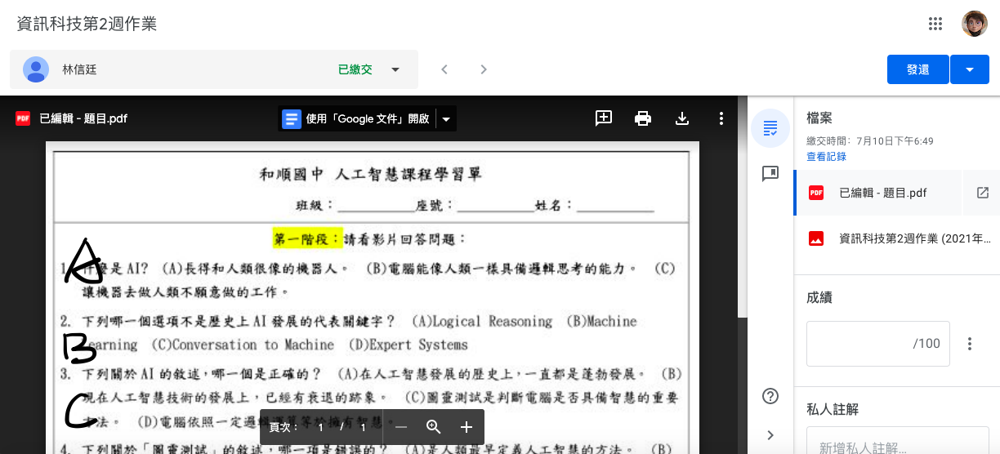 資訊科技第2週作業
林信廷
已繳交
發還
PDF 已編輯 - 題目.pdf
使用「Google 文件」開啟
和順國中 人工智慧課程學習單
班級：__________座號：__________姓名：__________
第一階段：請看影片回答問題：
A
1. 什麼是 AI? (A)長得和人類很像的機器人。 (B)電腦能像人類一樣具備邏輯思考的能力。 (C)
讓機器去做人類不願意做的工作。
2. 下列哪一個選項不是歷史上 AI 發展的代表關鍵字？ (A)Logical Reasoning (B)Machine
B
Learning (C)Conversation to Machine (D)Expert Systems
3. 下列關於 AI 的敘述，哪一個是正確的？ (A)在人工智慧發展的歷史上，一直都是蓬勃發展。 (B)
C
現在人工智慧技術的發展上，已經有衰退的跡象。 (C)圖靈測試是判斷電腦是否具備智慧的重要
方法。 (D)電腦依照一定邏輯運算等於擁有智慧。
4. 下列關於「圖靈測試」的敘述，哪一項是錯誤的？ (A)是人類最早定義人工智慧的方法。 (B)
頁次： 1 / 1
檔案
繳交時間：7月10日下午6:49
查看記錄
PDF 已編輯 - 題目.pdf
資訊科技第2週作業 (2021年...
成績
/100
私人註解
新增私人註解...